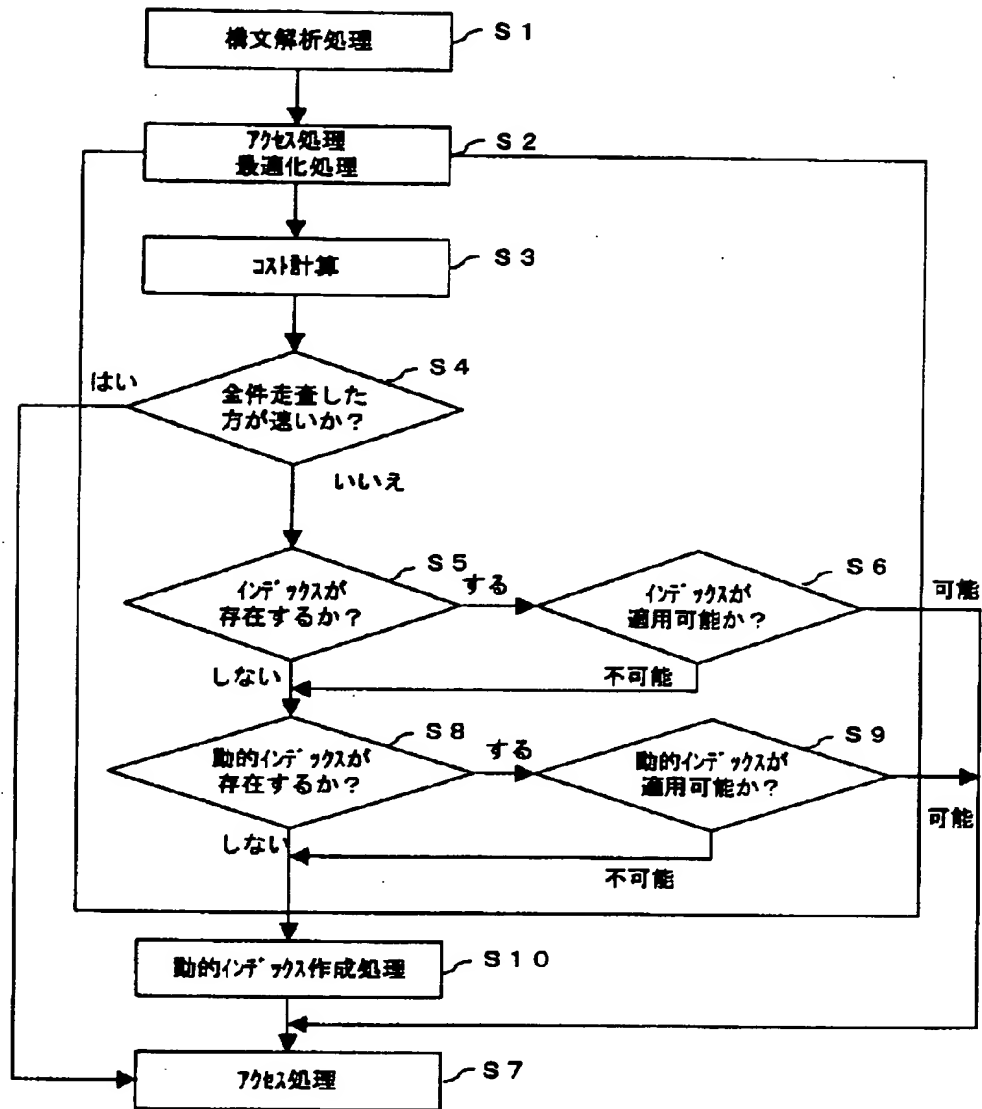 構文解析処理
S1
アクセス処理
最適化処理
S2
コスト計算
S3
はい
全件走査した
方が速いか？
S4
いいえ
インデックスが
存在するか？
S5
する
インデックスが
適用可能か？
S6
可能
しない
不可能
動的インデックスが
存在するか？
S8
する
動的インデックスが
適用可能か？
S9
可能
しない
不可能
動的インデックス作成処理
S10
アクセス処理
S7